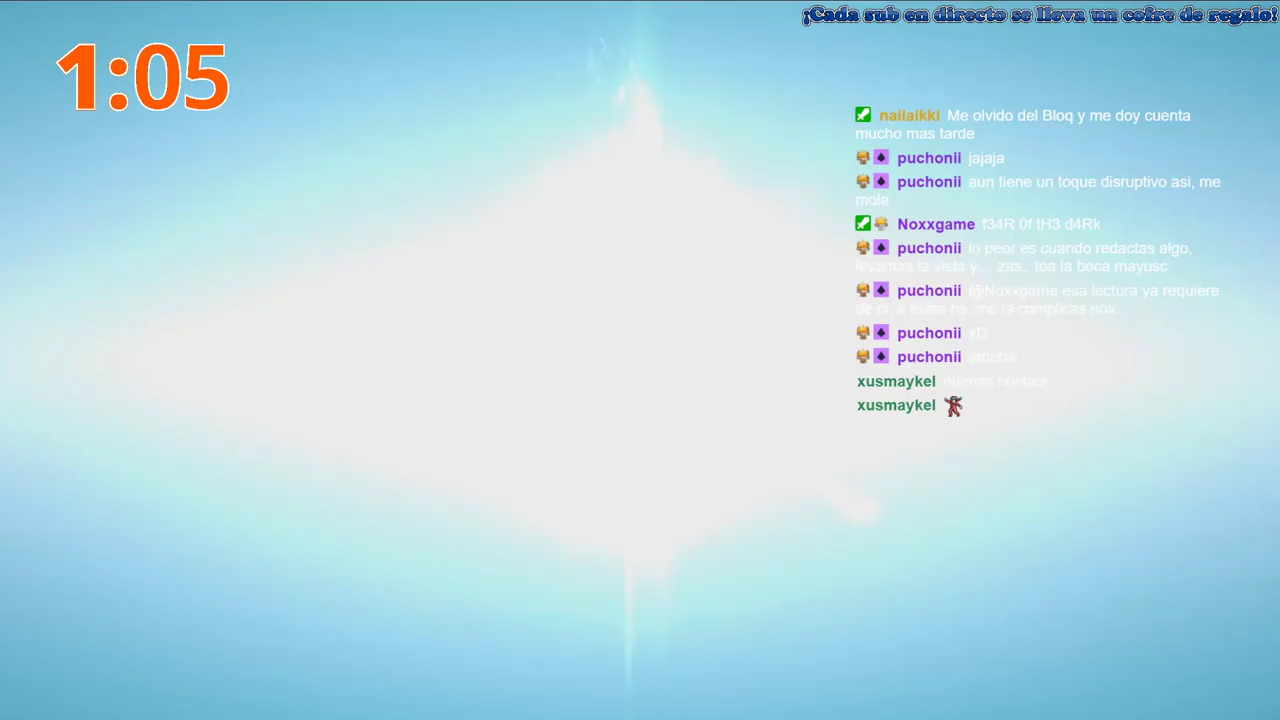 ¡Cada sub en directo se lleva un cofre de regalo!
1:05
nailaikki Me olvido del Bloq y me doy cuenta
mucho mas tarde
puchonii jajaja
puchonii aun tiene un toque disruptivo asi, me
mola
Noxxgame f34R 0f tH3 d4Rk
puchonii lo peor es cuando redactas algo,
levantas la vista y.... zas.. toa la boca mayusc
puchonii @Noxxgame esa lectura ya requiere
de ci, a estas hs. me la complicas nox
puchonii xD
puchonii ameba...
xusmaykel buenas noches
xusmaykel